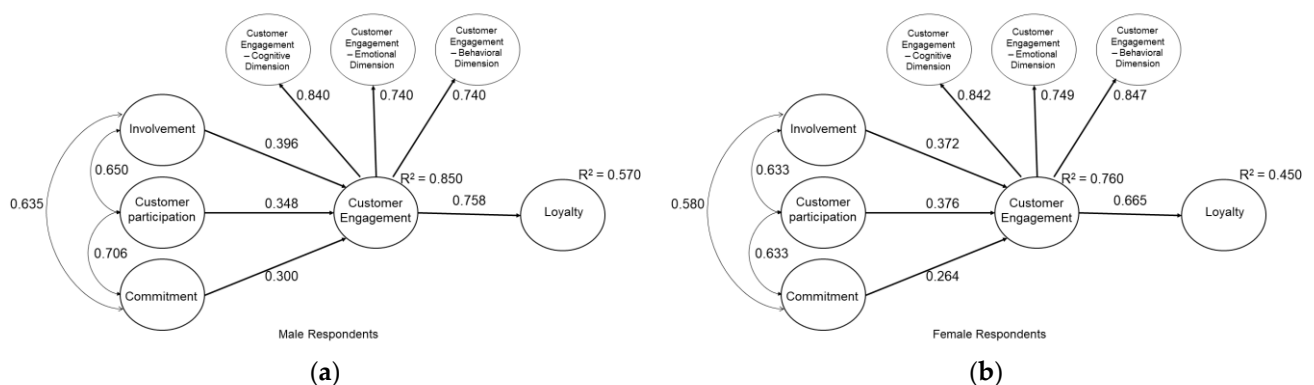 Customer
Engagement
– Cognitive
Dimension
Customer
Engagement
– Emotional
Dimension
Customer
Engagement
– Behavioral
Dimension
0.840
0.740
0.740
Involvement
0.396
0.650
R² = 0.850
R² = 0.570
0.635
Customer
participation
0.348
Customer
Engagement
0.758
Loyalty
0.706
0.300
Commitment
Male Respondents
(a)
Customer
Engagement
– Cognitive
Dimension
Customer
Engagement
– Emotional
Dimension
Customer
Engagement
– Behavioral
Dimension
0.842
0.749
0.847
Involvement
0.372
0.633
R² = 0.760
R² = 0.450
0.580
Customer
participation
0.376
Customer
Engagement
0.665
Loyalty
0.633
0.264
Commitment
Female Respondents
(b)